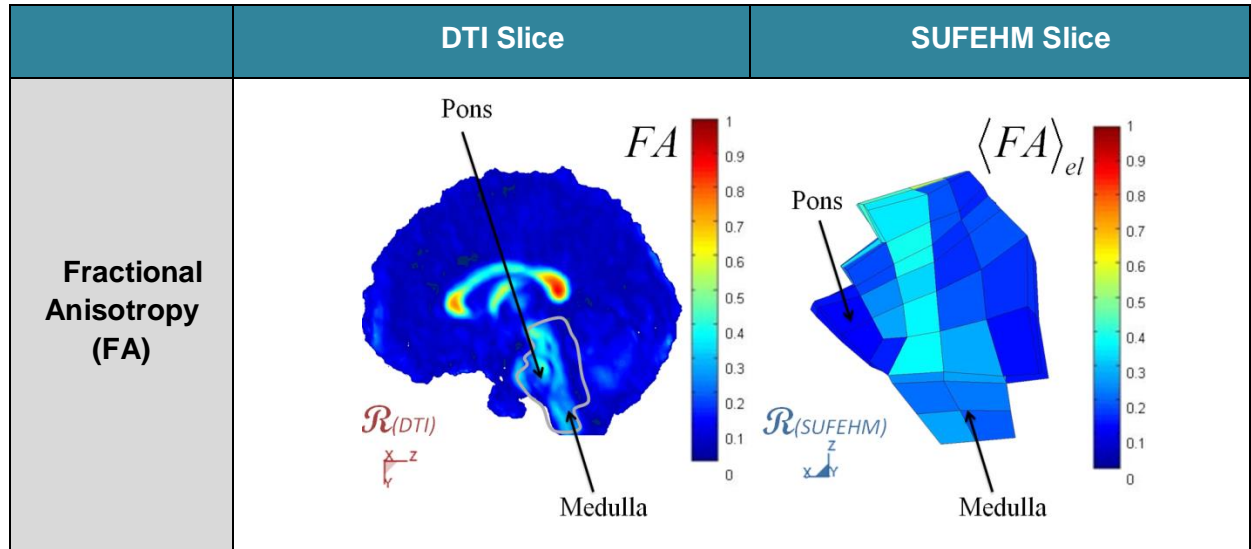 DTI Slice
SUFEHM Slice
Fractional
Anisotropy
(FA)
Pons
FA
1
0.9
0.8
0.7
0.6
0.5
0.4
0.3
0.2
0.1
0
R(DTI)
X Z
Y
Medulla
⟨FA⟩el
Pons
1
0.9
0.8
0.7
0.6
0.5
0.4
0.3
0.2
0.1
0
R(SUFEHM)
Z
X Y
Medulla